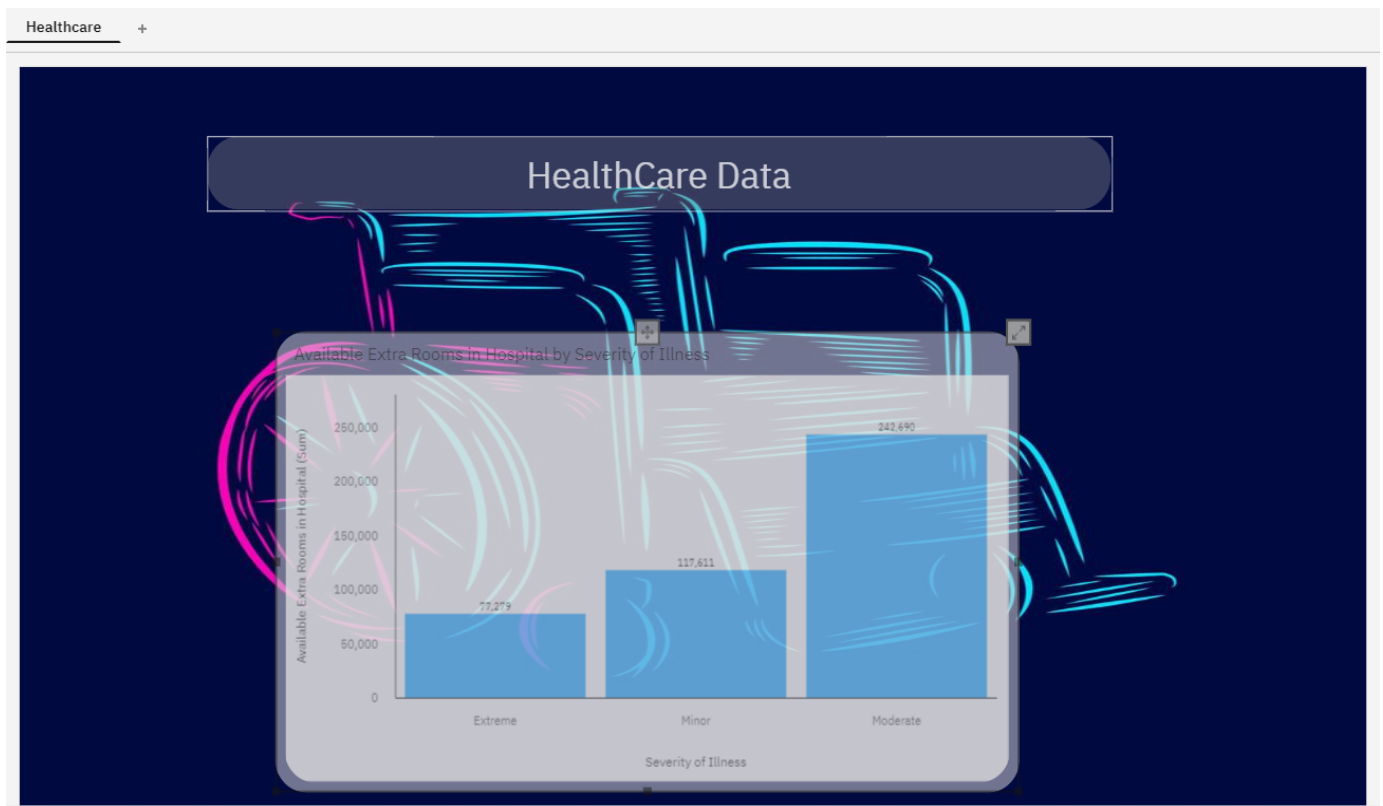 Healthcare +
HealthCare Data
Available Extra Rooms in Hospital by Severity of Illness
Available Extra Rooms in Hospital (Sum)
250,000
200,000
150,000
100,000
50,000
0
77,279
117,611
242,690
Extreme Minor Moderate
Severity of Illness